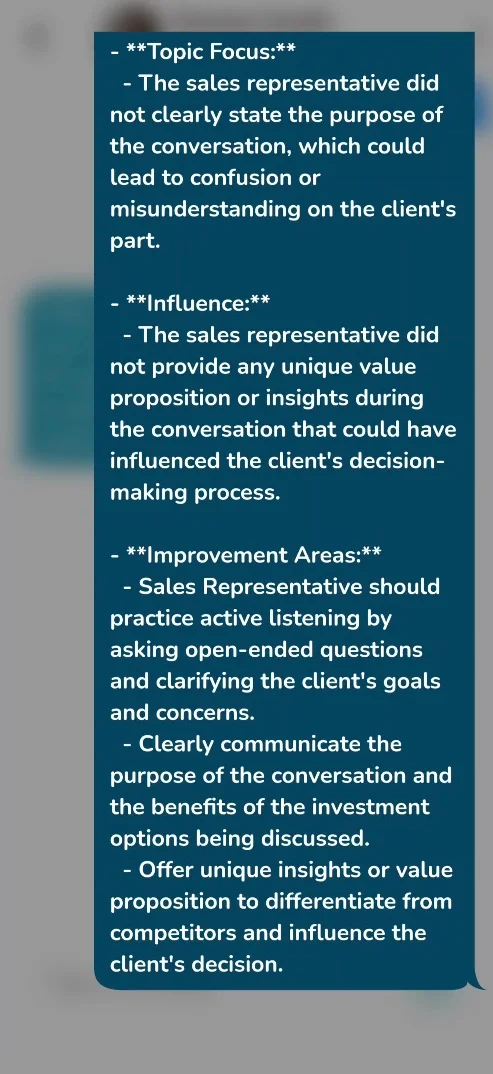 - **Topic Focus:**
- The sales representative did
not clearly state the purpose of
the conversation, which could
lead to confusion or
misunderstanding on the client's
part.
- **Influence:**
- The sales representative did
not provide any unique value
proposition or insights during
the conversation that could have
influenced the client's decision-
making process.
- **Improvement Areas:**
- Sales Representative should
practice active listening by
asking open-ended questions
and clarifying the client's goals
and concerns.
- Clearly communicate the
purpose of the conversation and
the benefits of the investment
options being discussed.
- Offer unique insights or value
proposition to differentiate from
competitors and influence the
client's decision.